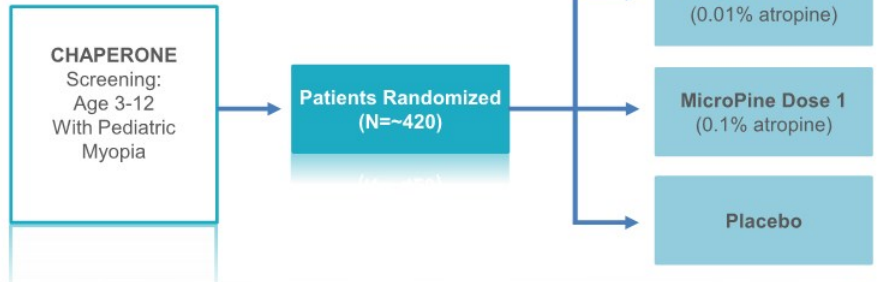 CHAPERONE
Screening:
Age 3-12
With Pediatric
Myopia
Patients Randomized
(N=~420)
(0.01% atropine)
MicroPine Dose 1
(0.1% atropine)
Placebo